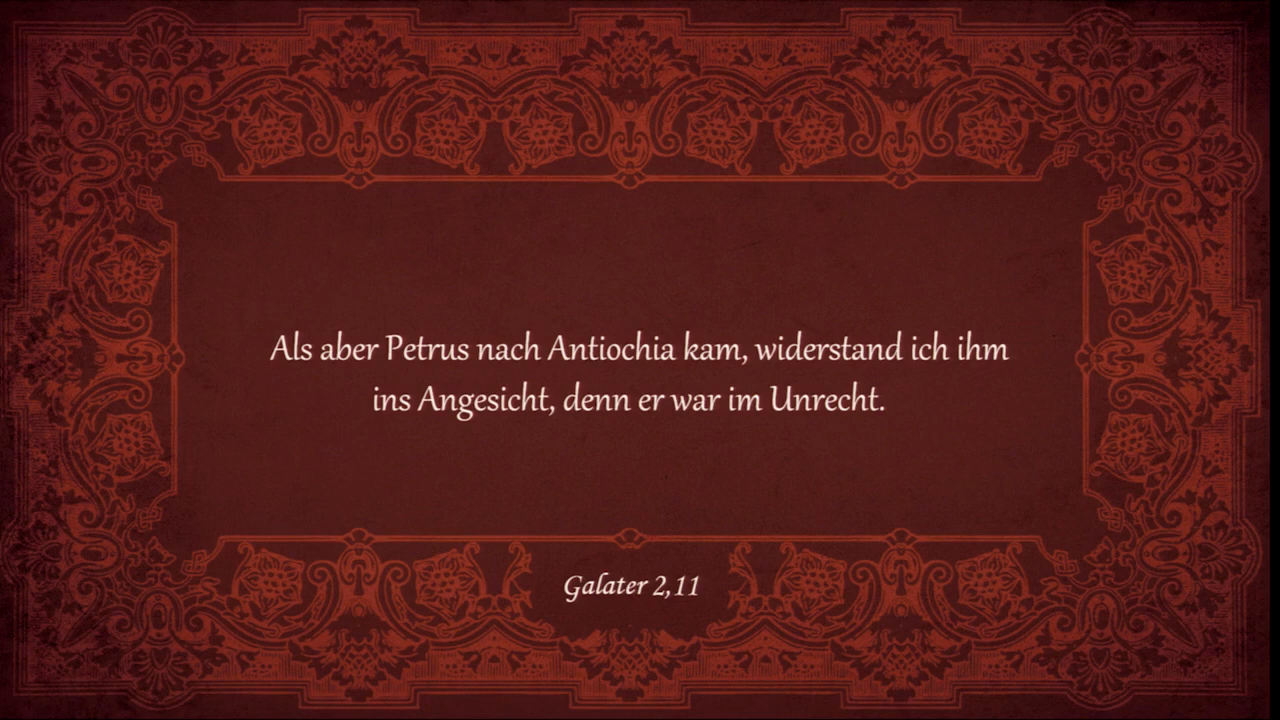 Als aber Petrus nach Antiochia kam, widerstand ich ihm
ins Angesicht, denn er war im Unrecht.
Galater 2,11